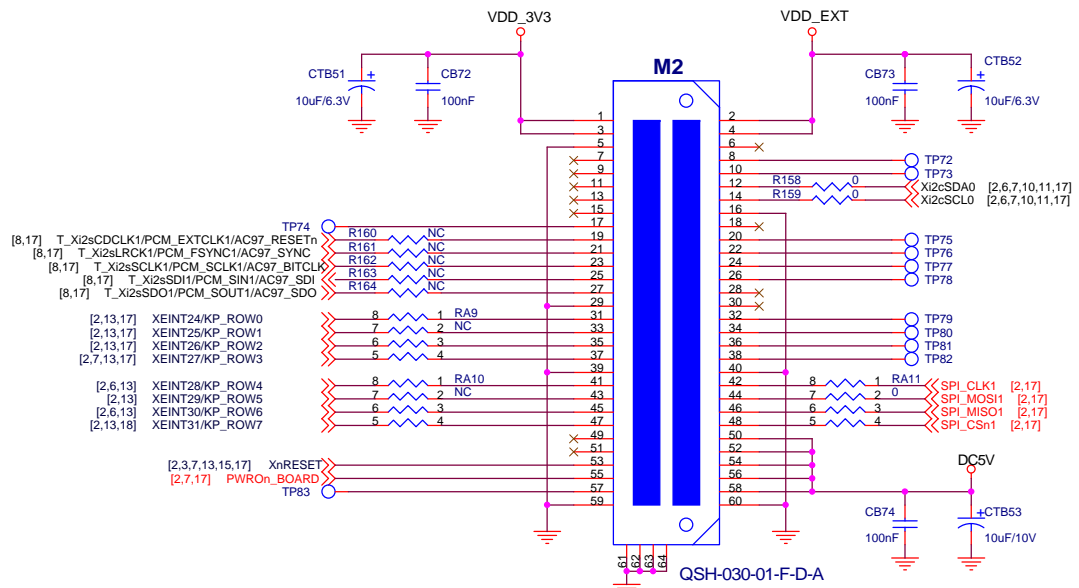 VDD_3V3 VDD_EXT
CTB51 + CB72 M2 CB73 + CTB52
10uF/6.3V 100nF 100nF 10uF/6.3V
1 2
3 4
5 6
7 8 TP72
9 10 TP73
11 12 R158 0 Xi2cSDA0 [2,6,7,10,11,17]
13 14 R159 0 Xi2cSCL0 [2,6,7,10,11,17]
15 16
TP74 17 18
[8,17] T_Xi2sCDCLK1/PCM_EXTCLK1/AC97_RESETn R160 NC 19 20 TP75
[8,17] T_Xi2sLRCK1/PCM_FSYNC1/AC97_SYNC R161 NC 21 22 TP76
[8,17] T_Xi2sSCLK1/PCM_SCLK1/AC97_BITCLK R162 NC 23 24 TP77
[8,17] T_Xi2sSDI1/PCM_SIN1/AC97_SDI R163 NC 25 26 TP78
[8,17] T_Xi2sSDO1/PCM_SOUT1/AC97_SDO R164 NC 27 28
29 30
[2,13,17] XEINT24/KP_ROW0 8 1 RA9 31 32 TP79
[2,13,17] XEINT25/KP_ROW1 7 2 NC 33 34 TP80
[2,13,17] XEINT26/KP_ROW2 6 3 35 36 TP81
[2,7,13,17] XEINT27/KP_ROW3 5 4 37 38 TP82
39 40
[2,6,13] XEINT28/KP_ROW4 8 1 RA10 41 42 8 1 RA11 SPI_CLK1 [2,17]
[2,13] XEINT29/KP_ROW5 7 2 NC 43 44 7 2 0 SPI_MOSI1 [2,17]
[2,6,13] XEINT30/KP_ROW6 6 3 45 46 6 3 SPI_MISO1 [2,17]
[2,13,18] XEINT31/KP_ROW7 5 4 47 48 5 4 SPI_CSn1 [2,17]
49 50
51 52
[2,3,7,13,15,17] XnRESET 53 54
[2,7,17] PWROn_BOARD 55 56 DC5V
TP83 57 58
59 60
CB74 + CTB53
100nF 10uF/10V
61 62 63 64
QSH-030-01-F-D-A